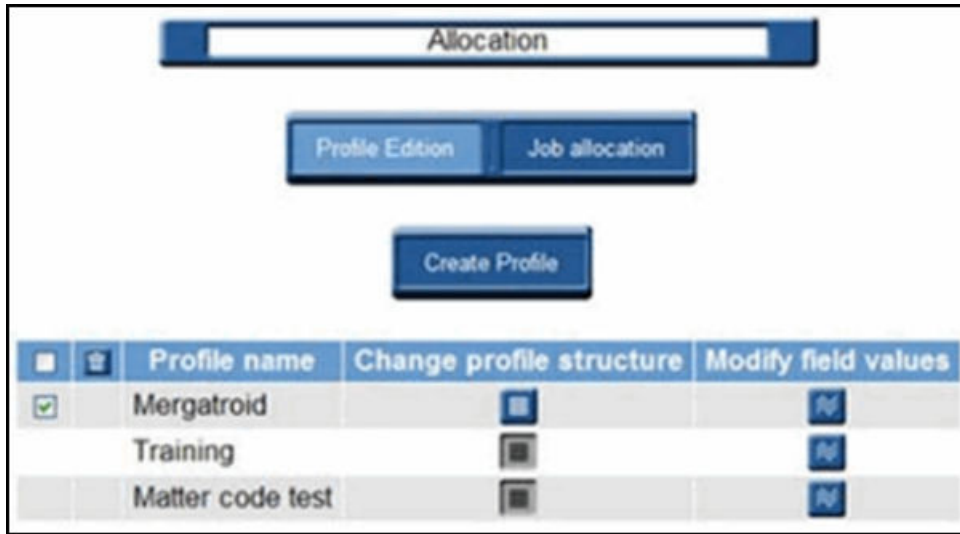 Allocation
Profile Edition Job allocation
Create Profile
Profile name Change profile structure Modify field values
Mergatroid
Training
Matter code test